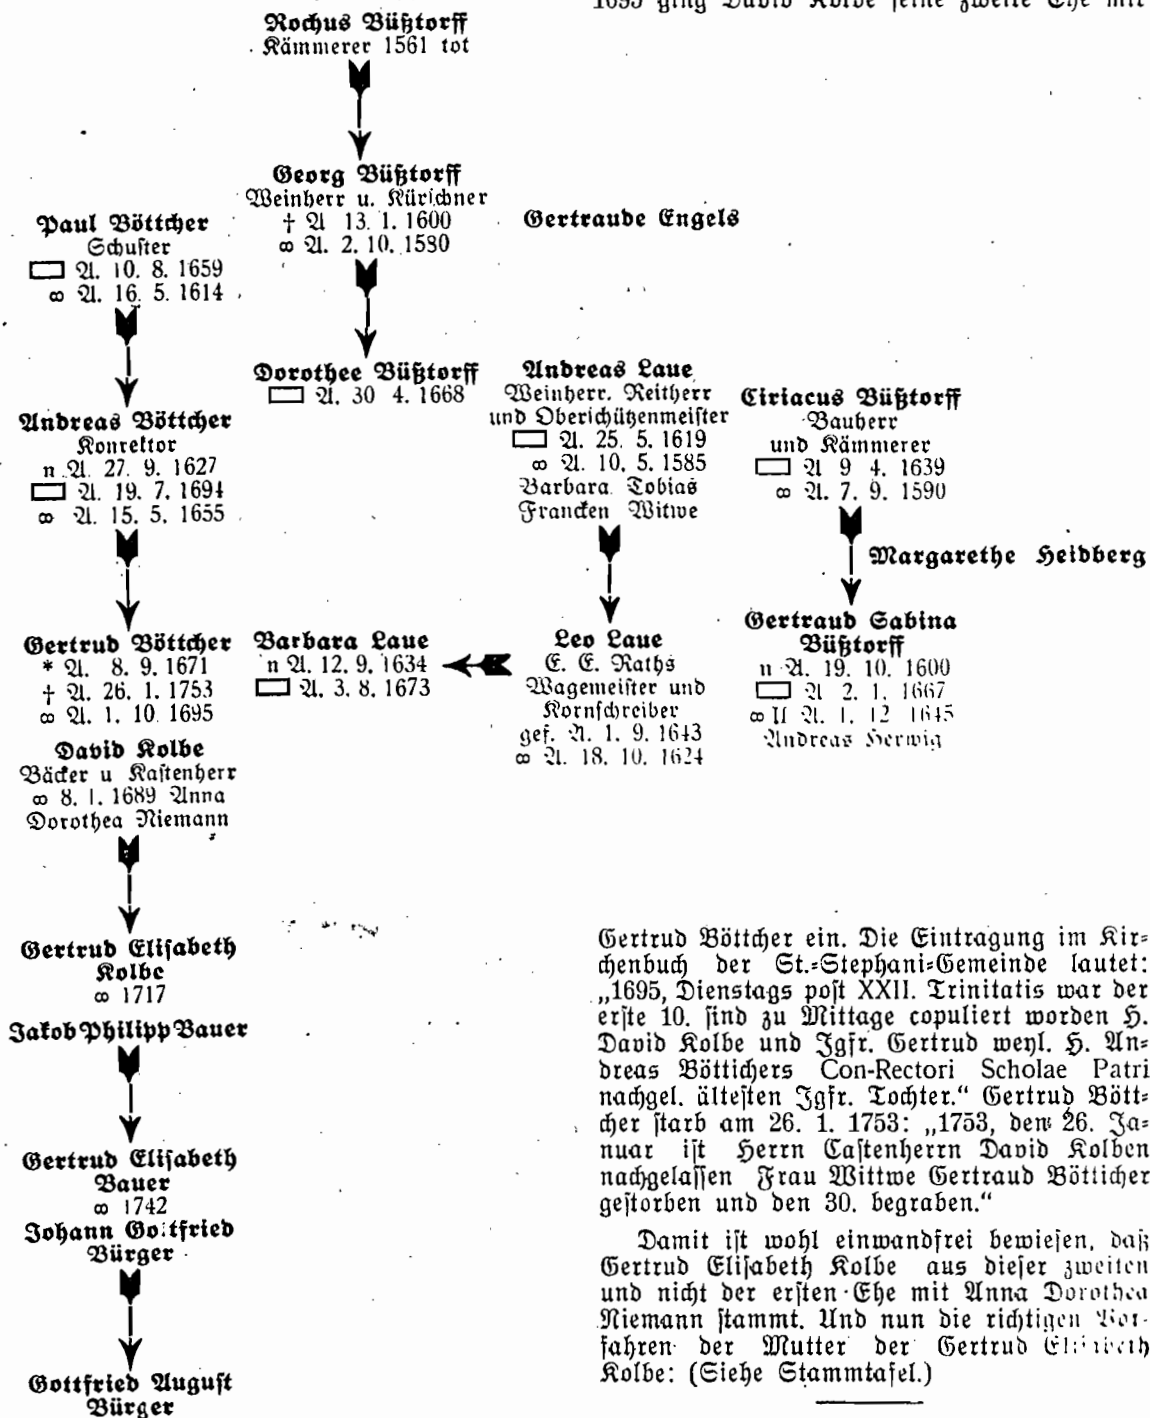 1695 ging David Kolbe seine zweite Ehe mit
Rochus Büßtorff
Kämmerer 1561 tot
Georg Büßtorff
Weinherr u. Kürschner
† A 13. 1. 1600
∞ A. 2. 10. 1580
Gertraude Engels
Paul Böttcher
Schuster
▭ A. 10. 8. 1659
∞ A. 16. 5. 1614
Dorothee Büßtorff
▭ A. 30 4. 1668
Andreas Laue
Weinherr. Reitherr
und Oberschützenmeister
▭ A. 25. 5. 1619
∞ A. 10. 5. 1585
Barbara Tobias
Francken Witwe
Ciriacus Büßtorff
Bauherr
und Kämmerer
▭ A 9 4. 1639
∞ A. 7. 9. 1590
Andreas Böttcher
Konrektor
n A. 27. 9. 1627
▭ A. 19. 7. 1694
∞ A. 15. 5. 1655
Margarethe Heidberg
Gertrud Böttcher
* A. 8. 9. 1671
† A. 26. 1. 1753
∞ A. 1. 10. 1695
David Kolbe
Bäcker u Kastenherr
∞ 8. 1. 1689 Anna
Dorothea Niemann
Barbara Laue
n A. 12. 9. 1634
▭ A. 3. 8. 1673
Leo Laue
E. E. Raths
Wagemeister und
Kornschreiber
gef. A. 1. 9. 1643
∞ A. 18. 10. 1624
Gertraud Sabina
Büßtorff
n A. 19. 10. 1600
▭ A 2. 1. 1667
∞ II A. 1. 12 1645
Andreas Herwig
Gertrud Elisabeth
Kolbe
∞ 1717
Jakob Philipp Bauer
Gertrud Elisabeth
Bauer
∞ 1742
Johann Gottfried
Bürger
Gottfried August
Bürger
Gertrud Böttcher ein. Die Eintragung im Kir-
chenbuch der St.-Stephani-Gemeinde lautet:
„1695, Dienstags post XXII. Trinitatis war der
erste 10. sind zu Mittage copuliert worden H.
David Kolbe und Jgfr. Gertrud weyl. H. An-
dreas Böttichers Con-Rectori Scholae Patri
nachgel. ältesten Jgfr. Tochter.“ Gertrud Bött-
cher starb am 26. 1. 1753: „1753, den 26. Ja-
nuar ist Herrn Castenherrn David Kolben
nachgelassen Frau Wittwe Gertraud Bötticher
gestorben und den 30. begraben.“
Damit ist wohl einwandfrei bewiesen, daß
Gertrud Elisabeth Kolbe aus dieser zweiten
und nicht der ersten Ehe mit Anna Dorothea
Niemann stammt. Und nun die richtigen Vor-
fahren der Mutter der Gertrud Elisabeth
Kolbe: (Siehe Stammtafel.)